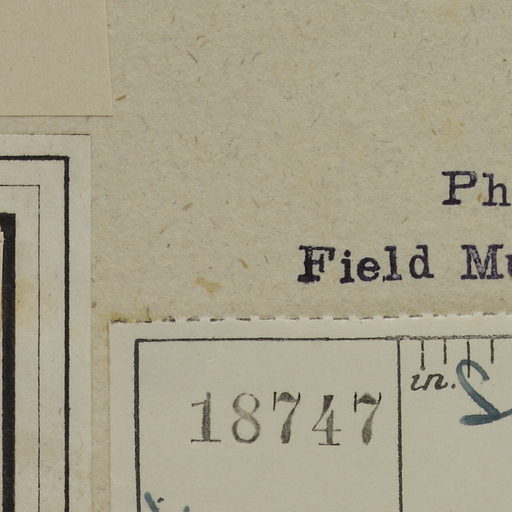 Ph
Field Mu
18747
in.